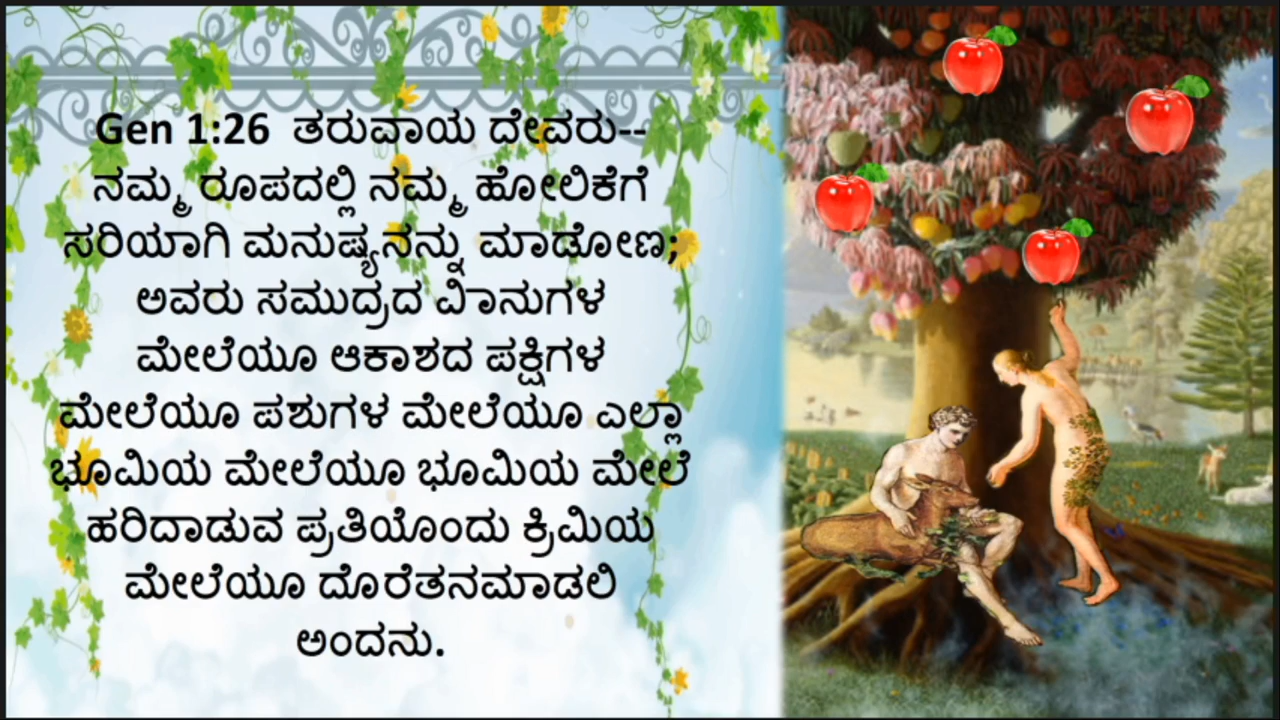 Gen 1:26 ತರುವಾಯ ದೇವರು--
ನಮ್ಮ ರೂಪದಲ್ಲಿ ನಮ್ಮ ಹೋಲಿಕೆಗೆ
ಸರಿಯಾಗಿ ಮನುಷ್ಯನನ್ನು ಮಾಡೋಣ;
ಅವರು ಸಮುದ್ರದ ವಿಾನುಗಳ
ಮೇಲೆಯೂ ಆಕಾಶದ ಪಕ್ಷಿಗಳ
ಮೇಲೆಯೂ ಪಶುಗಳ ಮೇಲೆಯೂ ಎಲ್ಲಾ
ಭೂಮಿಯ ಮೇಲೆಯೂ ಭೂಮಿಯ ಮೇಲೆ
ಹರಿದಾಡುವ ಪ್ರತಿಯೊಂದು ಕ್ರಿಮಿಯ
ಮೇಲೆಯೂ ದೊರೆತನಮಾಡಲಿ
ಅಂದನು.